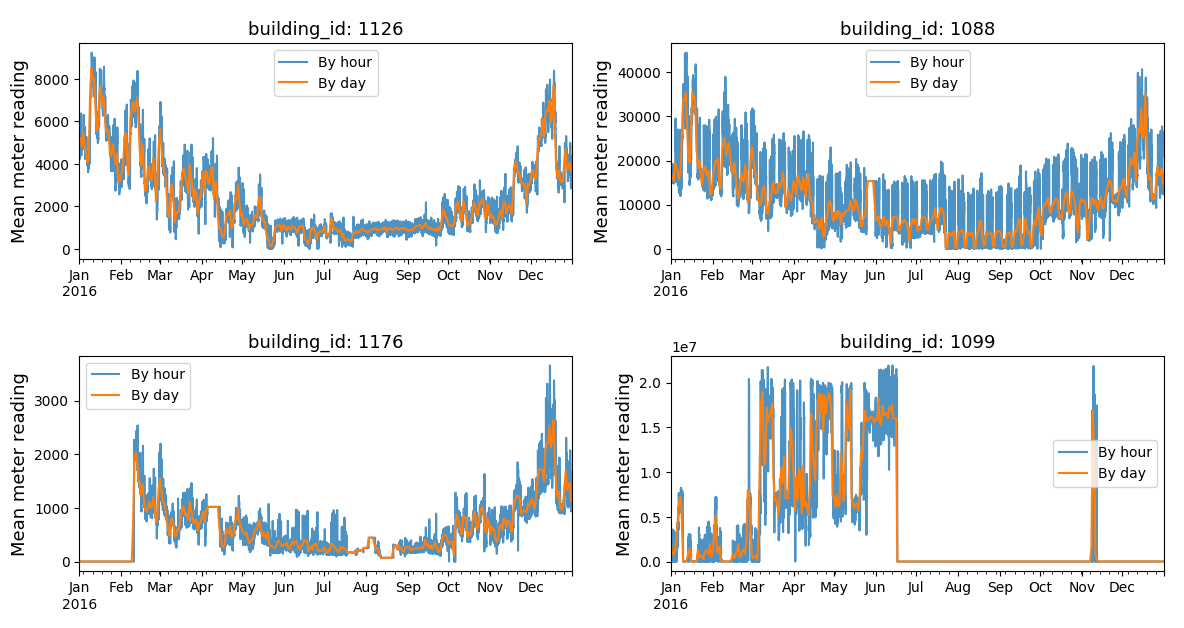 building_id: 1126
Mean meter reading
By hour
By day
8000
6000
4000
2000
0
Jan Feb Mar Apr May Jun Jul Aug Sep Oct Nov Dec
2016
building_id: 1088
Mean meter reading
By hour
By day
40000
30000
20000
10000
0
Jan Feb Mar Apr May Jun Jul Aug Sep Oct Nov Dec
2016
building_id: 1176
Mean meter reading
By hour
By day
3000
2000
1000
0
Jan Feb Mar Apr May Jun Jul Aug Sep Oct Nov Dec
2016
building_id: 1099
1e7
Mean meter reading
By hour
By day
2.0
1.5
1.0
0.5
0.0
Jan Feb Mar Apr May Jun Jul Aug Sep Oct Nov Dec
2016